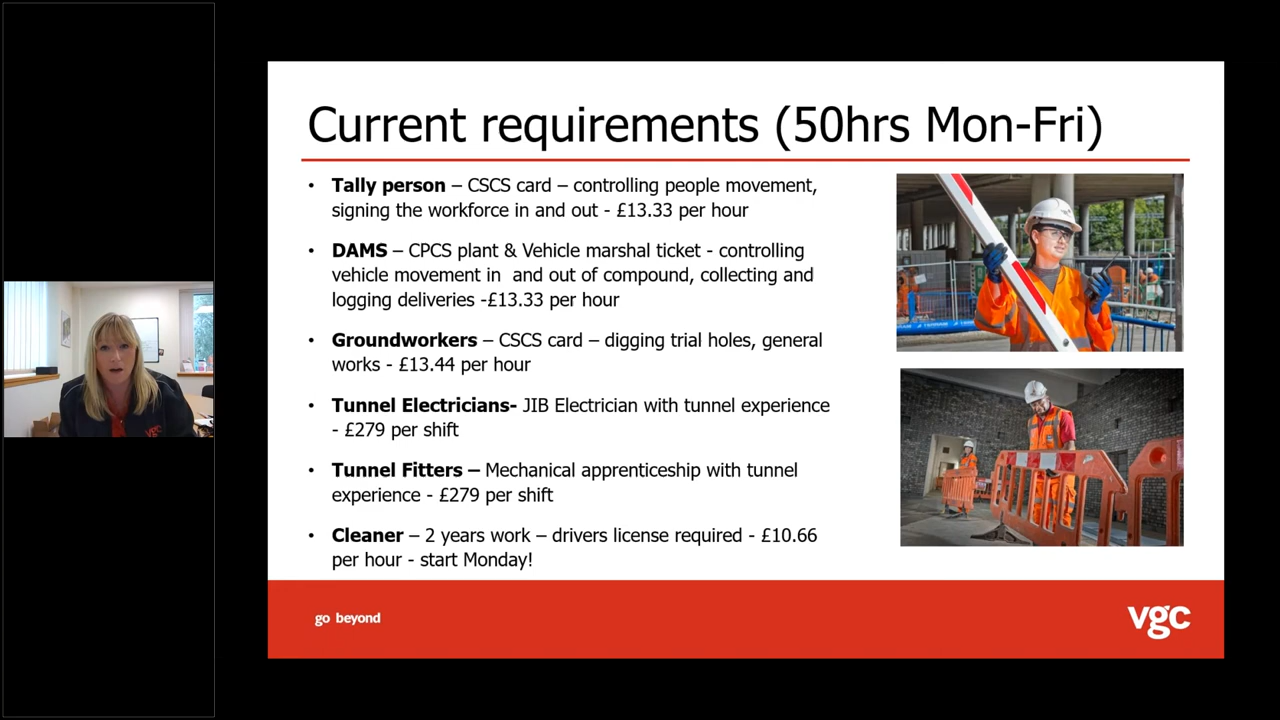 Current requirements (50hrs Mon-Fri)
• Tally person – CSCS card – controlling people movement,
signing the workforce in and out - £13.33 per hour
• DAMS – CPCS plant & Vehicle marshal ticket - controlling
vehicle movement in  and out of compound, collecting and
logging deliveries -£13.33 per hour
• Groundworkers – CSCS card – digging trial holes, general
works - £13.44 per hour
• Tunnel Electricians- JIB Electrician with tunnel experience
- £279 per shift
• Tunnel Fitters – Mechanical apprenticeship with tunnel
experience - £279 per shift
• Cleaner – 2 years work – drivers license required - £10.66
per hour - start Monday!
go beyond
vgc
vgc